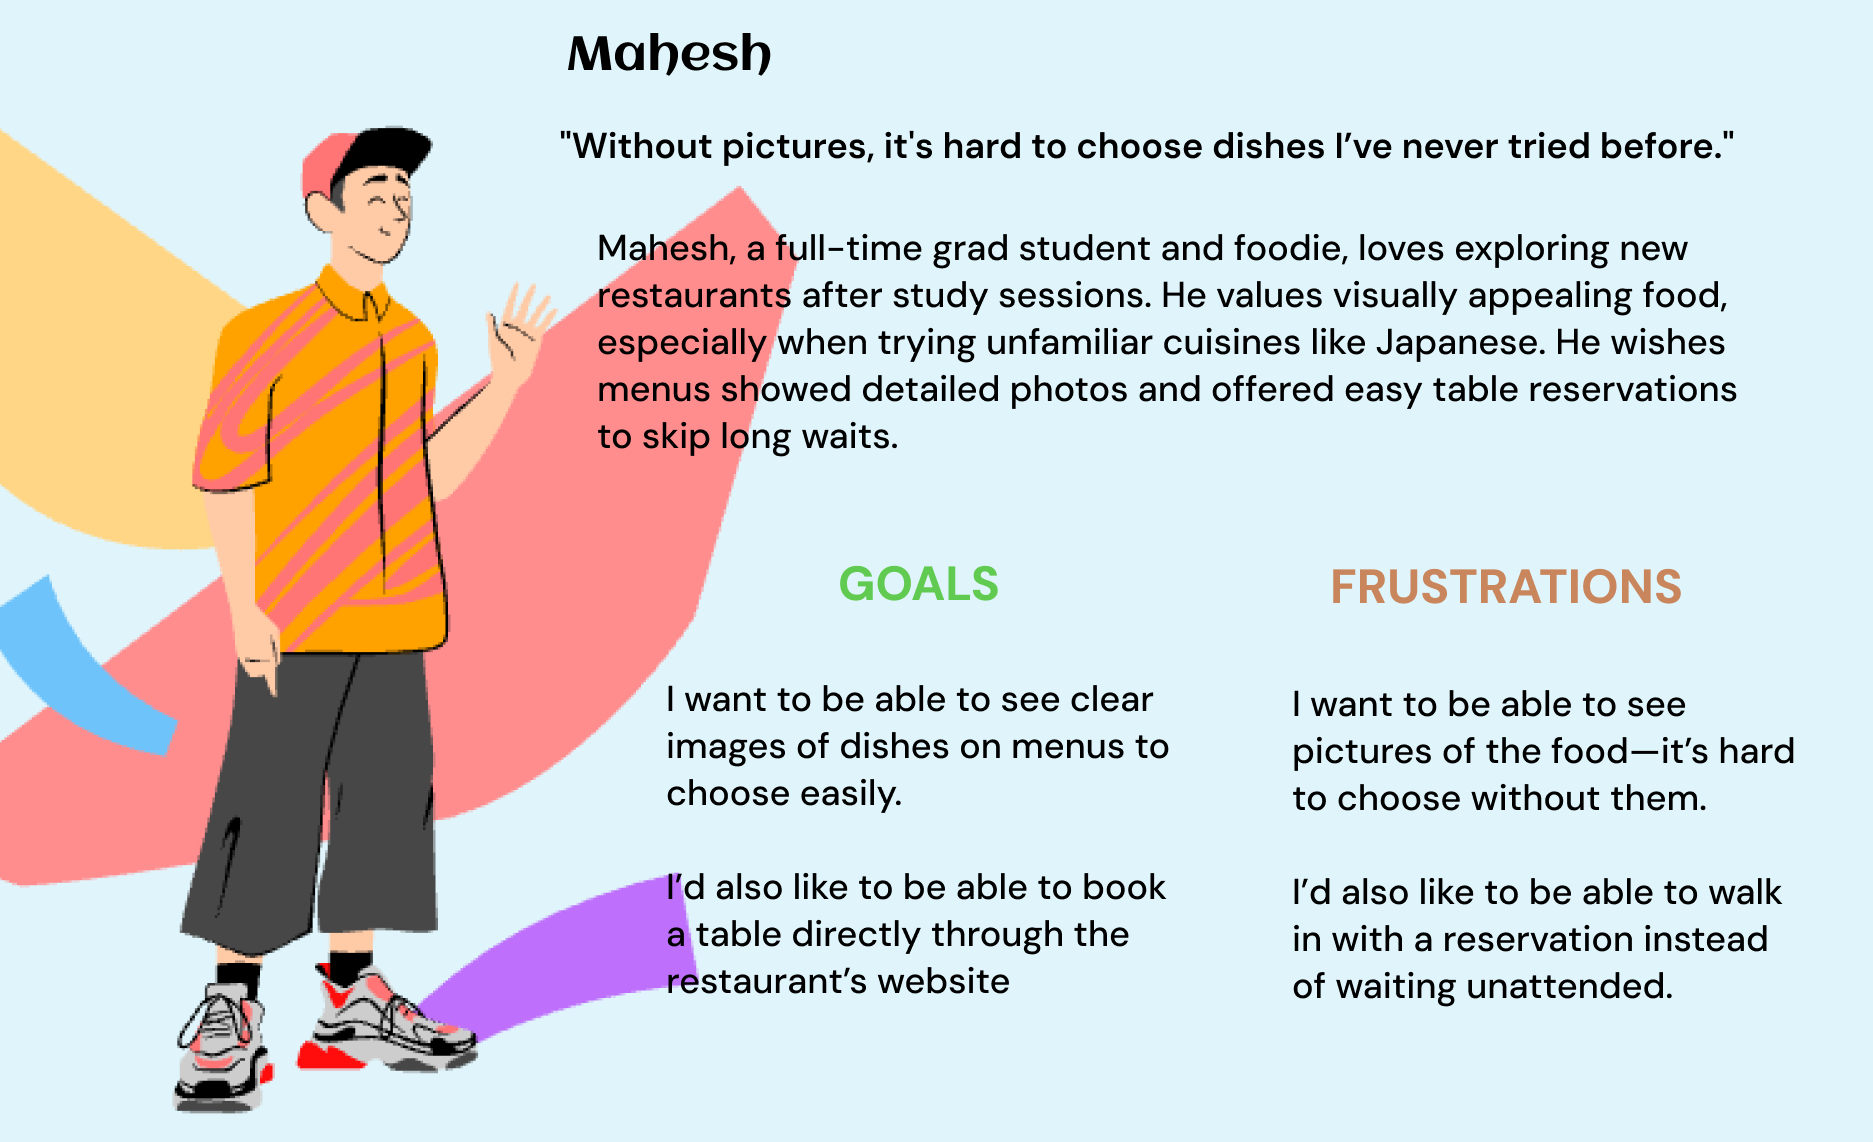 Mahesh
"Without pictures, it's hard to choose dishes I’ve never tried before."
Mahesh, a full-time grad student and foodie, loves exploring new
restaurants after study sessions. He values visually appealing food,
especially when trying unfamiliar cuisines like Japanese. He wishes
menus showed detailed photos and offered easy table reservations
to skip long waits.
GOALS
I want to be able to see clear
images of dishes on menus to
choose easily.
I’d also like to be able to book
a table directly through the
restaurant’s website
FRUSTRATIONS
I want to be able to see
pictures of the food—it’s hard
to choose without them.
I’d also like to be able to walk
in with a reservation instead
of waiting unattended.